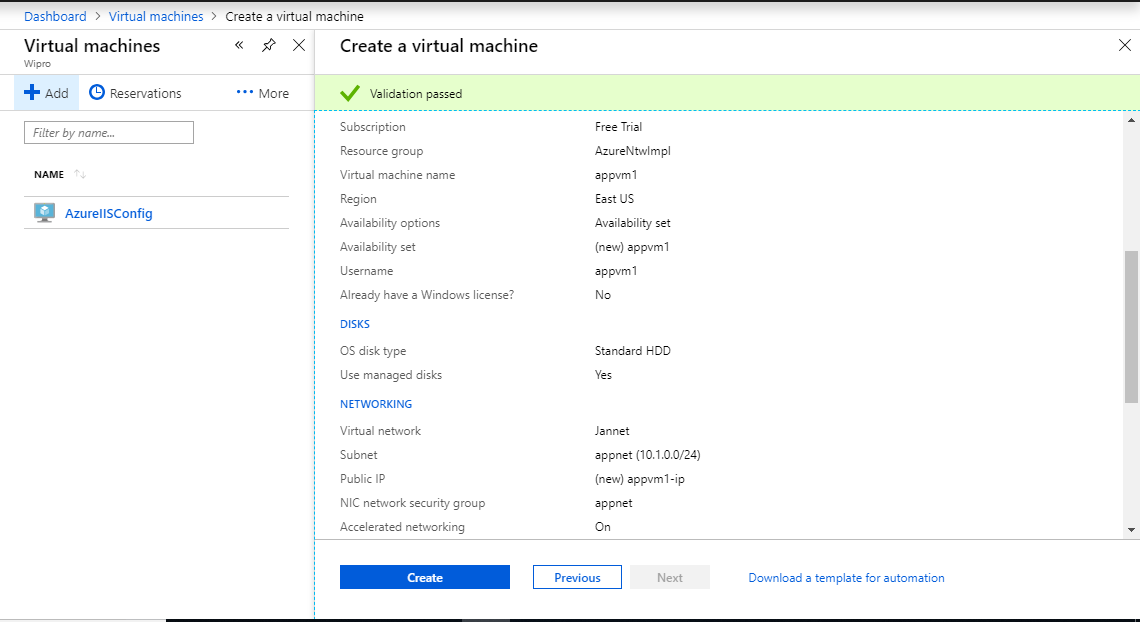 Dashboard > Virtual machines > Create a virtual machine
Virtual machines
Wipro
Add Reservations More
Filter by name...
NAME
AzureIISConfig
Create a virtual machine
Validation passed
Subscription Free Trial
Resource group AzureNtwImpl
Virtual machine name appvm1
Region East US
Availability options Availability set
Availability set (new) appvm1
Username appvm1
Already have a Windows license? No
DISKS
OS disk type Standard HDD
Use managed disks Yes
NETWORKING
Virtual network Jannet
Subnet appnet (10.1.0.0/24)
Public IP (new) appvm1-ip
NIC network security group appnet
Accelerated networking On
Create Previous Next Download a template for automation